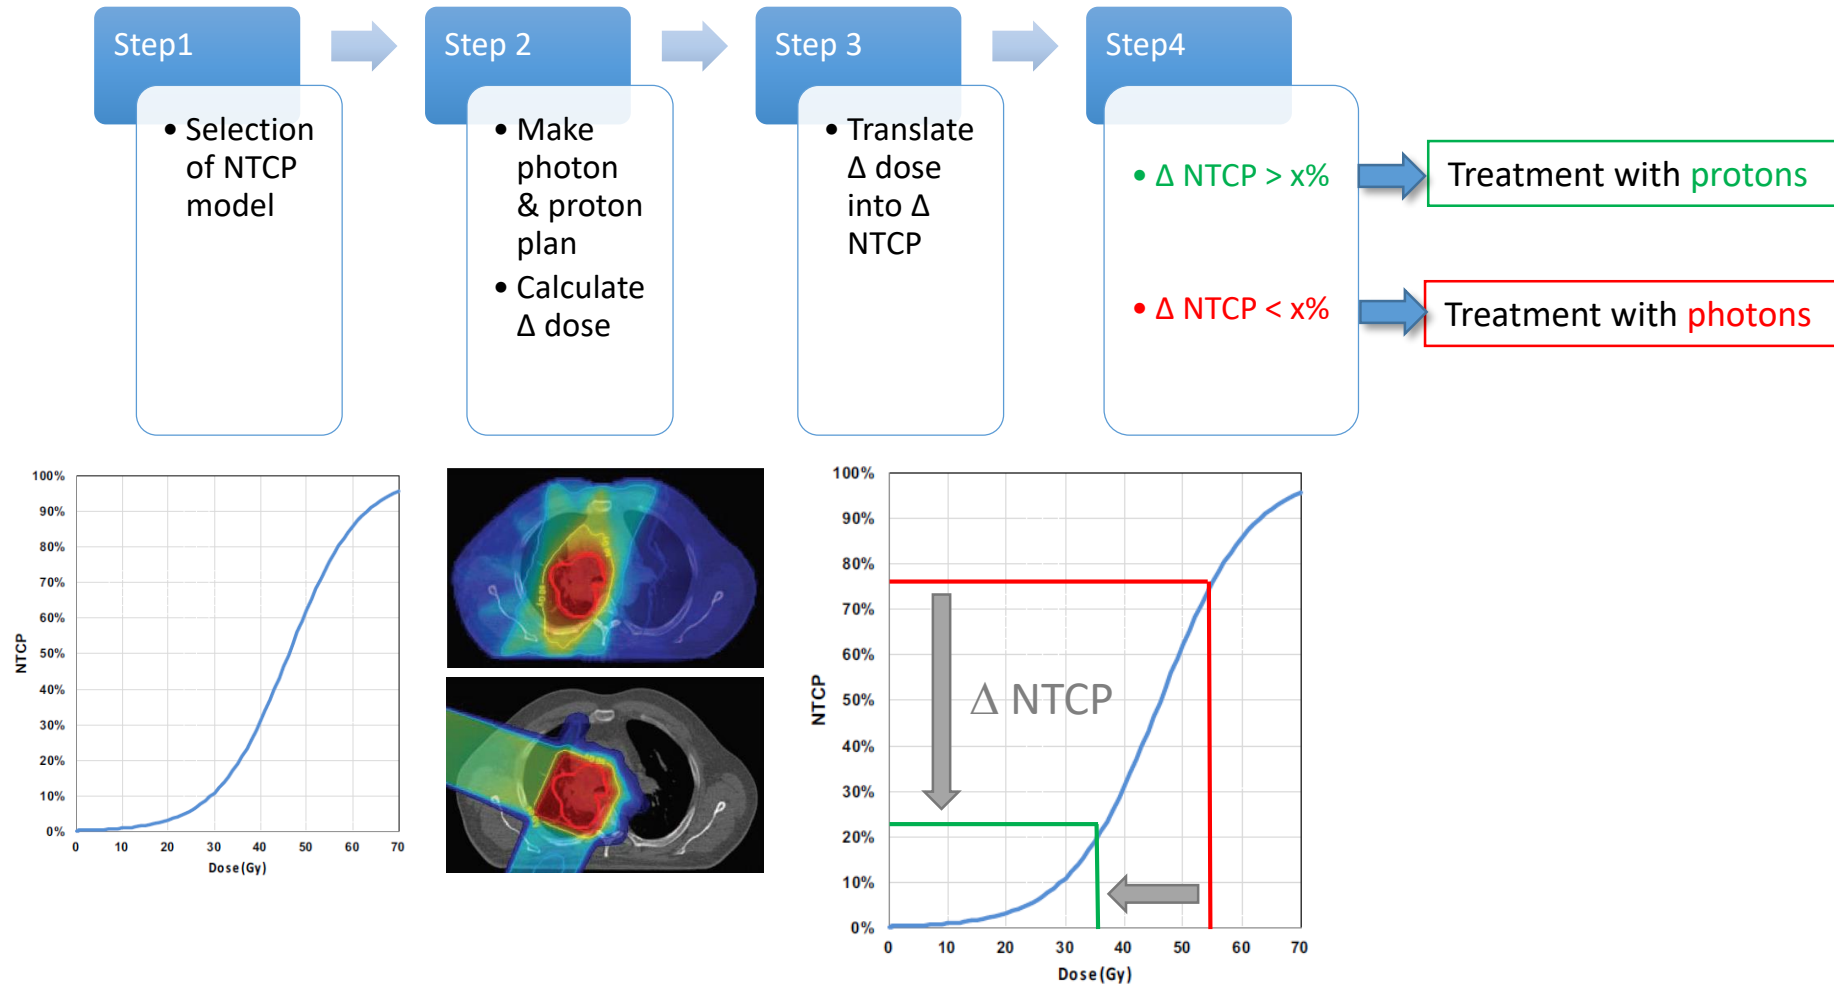 Step1
• Selection
of NTCP
model
Step 2
• Make
photon
& proton
plan
• Calculate
Δ dose
Step 3
• Translate
Δ dose
into Δ
NTCP
Step4
• Δ NTCP > x%
Treatment with protons
• Δ NTCP < x%
Treatment with photons
100%
90%
80%
70%
60%
50%
40%
30%
20%
10%
0%
NTCP
0 10 20 30 40 50 60 70
Dose(Gy)
100%
90%
80%
70%
60%
50%
40%
30%
20%
10%
0%
NTCP
Δ NTCP
0 10 20 30 40 50 60 70
Dose(Gy)